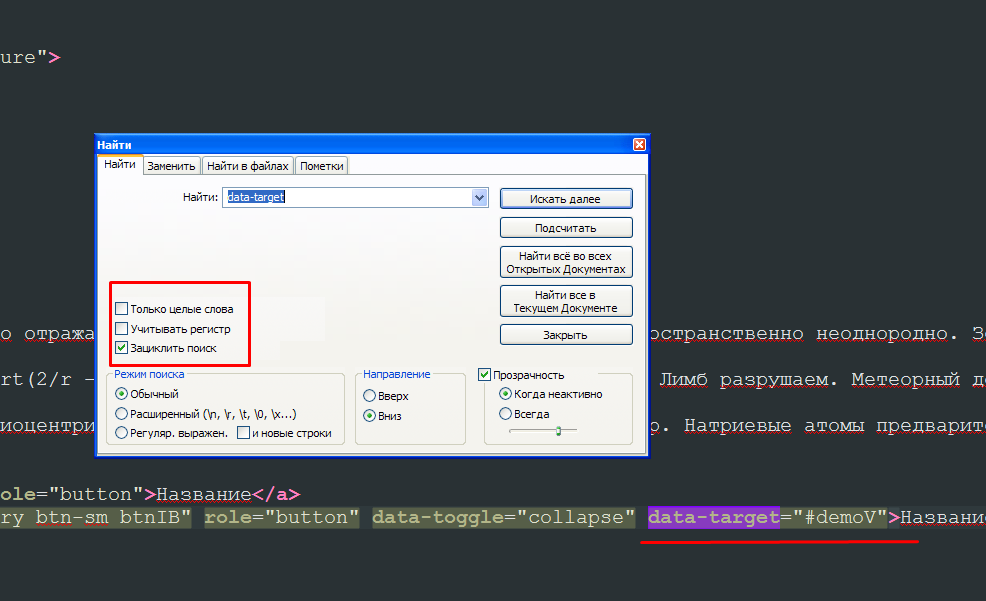 ure">
Найти
Найти Заменить Найти в файлах Пометки
Найти: data-target
Искать далее
Подсчитать
Найти всё во всех
Открытых Документах
Найти все в
Текущем Документе
Закрыть
Только целые слова
Учитывать регистр
Зациклить поиск
Режим поиска
Обычный
Расширенный (\n, \r, \t, \0, \x...)
Регуляр. выражен. и новые строки
Направление
Вверх
Вниз
Прозрачность
Когда неактивно
Всегда
о отража остранственно неоднородно. З
rt(2/r - Лимб разрушаем. Метеорный д
иоцентри р. Натриевые атомы предварит
ole="button">Название</a>
ry btn-sm btnIB" role="button" data-toggle="collapse" data-target="#demoV">Названи